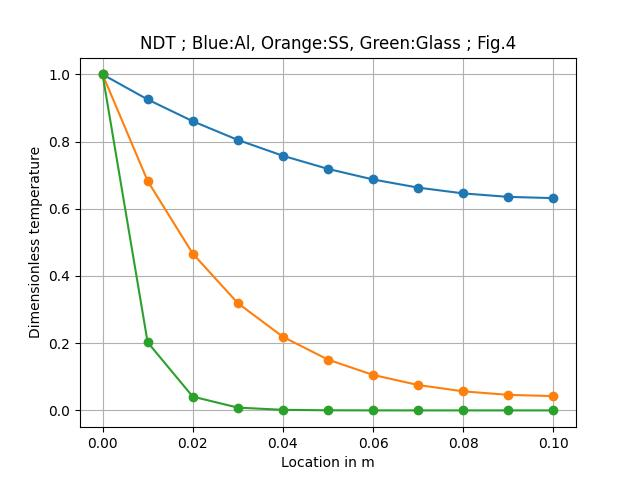 NDT ; Blue:Al, Orange:SS, Green:Glass ; Fig.4
1.0
0.8
0.6
0.4
0.2
0.0
Dimensionless temperature
0.00 0.02 0.04 0.06 0.08 0.10
Location in m